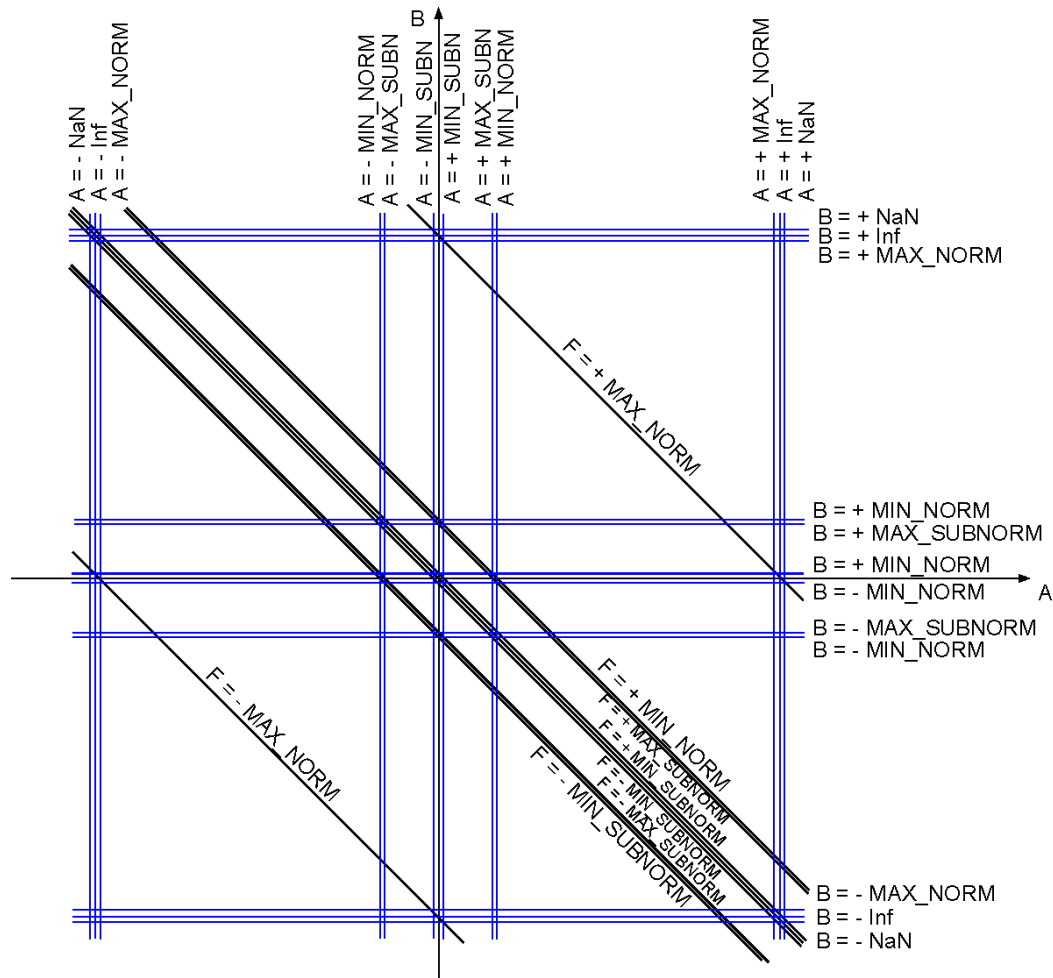 B
A = - NaN
A = - Inf
A = - MAX_NORM
A = - MIN_NORM
A = - MAX_SUBN
A = - MIN_SUBN
A = + MIN_SUBN
A = + MAX_SUBN
A = + MIN_NORM
A = + MAX_NORM
A = + Inf
A = + NaN
B = + NaN
B = + Inf
B = + MAX_NORM
F = + MAX_NORM
B = + MIN_NORM
B = + MAX_SUBNORM
B = + MIN_NORM
A
B = - MIN_NORM
B = - MAX_SUBNORM
B = - MIN_NORM
F = - MAX_NORM
F = + MIN_NORM
F = + MAX_SUBNORM
F = + MIN_SUBNORM
F = - MIN_SUBNORM
F = - MAX_SUBNORM
F = - MIN_SUBNORM
B = - MAX_NORM
B = - Inf
B = - NaN